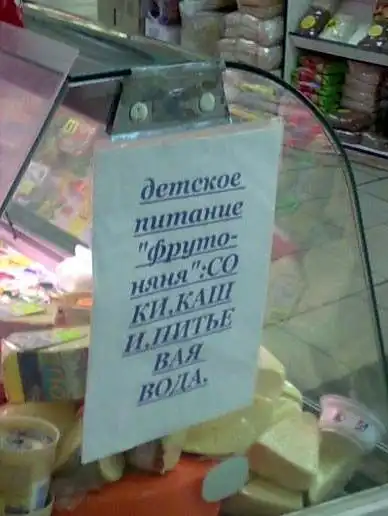 детское
питание
"фруто-
няня":СО
КИ,КАШ
И,ПИТЬЕ
ВАЯ
ВОДА.